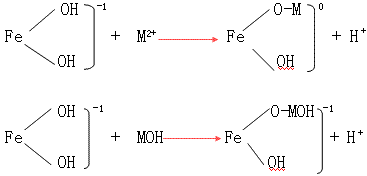 OH ⁻¹ O–M ⁰
Fe + M²⁺ Fe + H⁺
OH OH
OH ⁻¹ O–MOH ⁻¹
Fe + MOH Fe + H⁺
OH OH